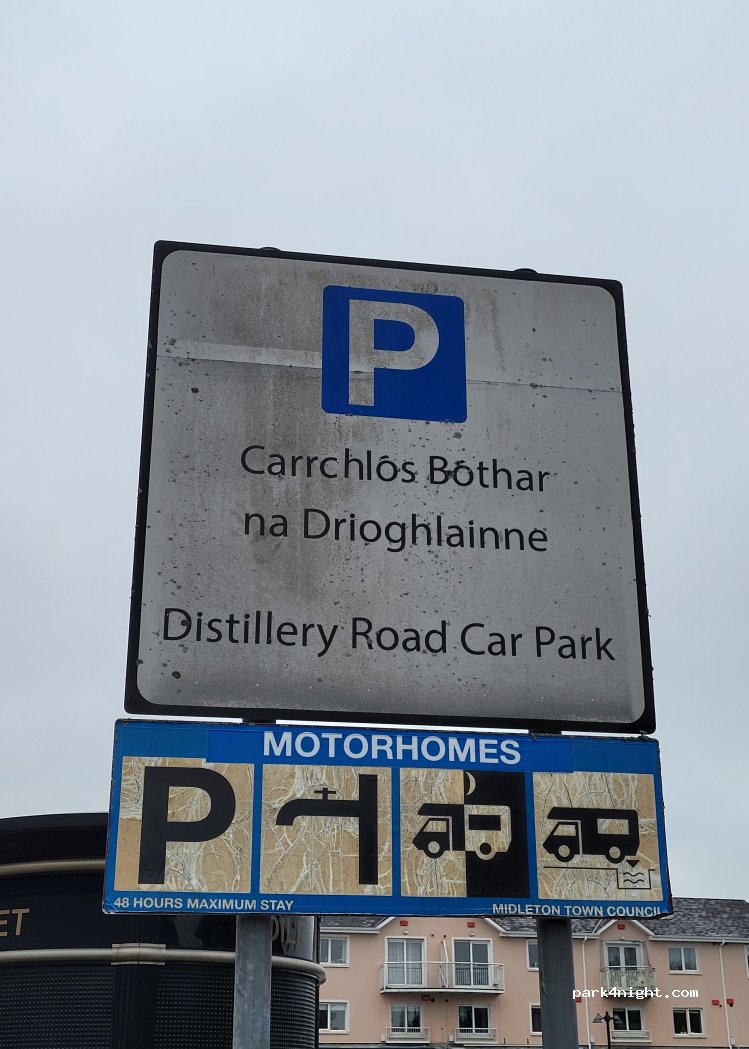 P
Carrchlós Bóthar
na Drioghlainne
Distillery Road Car Park
MOTORHOMES
P
48 HOURS MAXIMUM STAY
MIDLETON TOWN COUNCIL
park4night.com